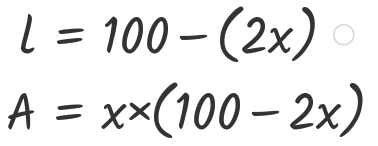 l = 100 - (2x)
A = x×(100 - 2x)